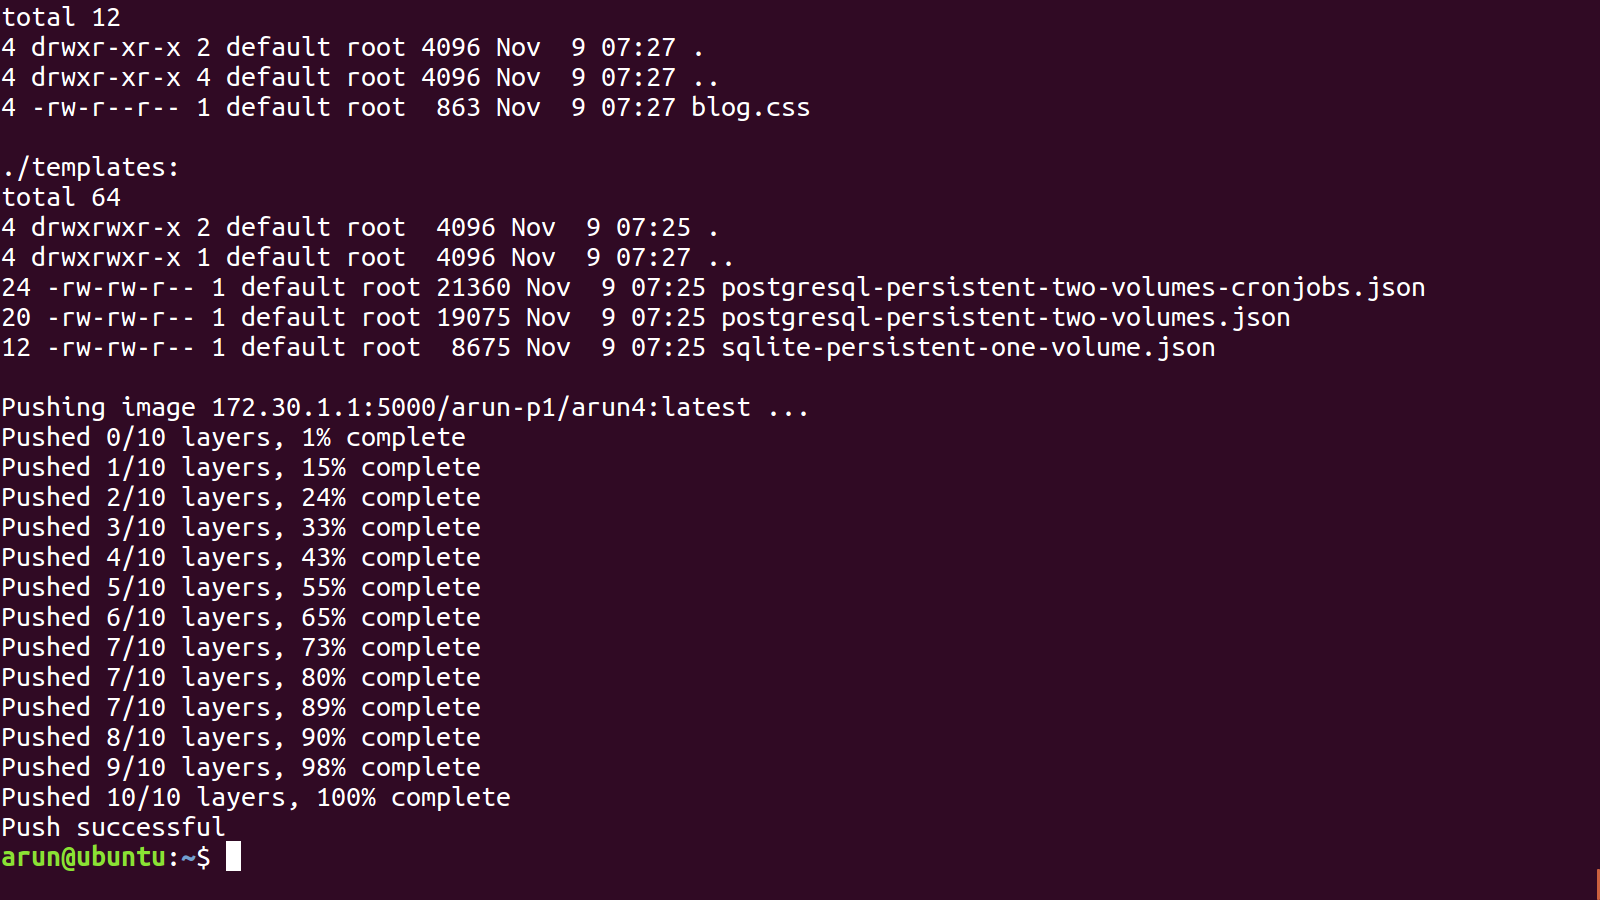 total 12
4 drwxr-xr-x 2 default root 4096 Nov  9 07:27 .
4 drwxr-xr-x 4 default root 4096 Nov  9 07:27 ..
4 -rw-r--r-- 1 default root  863 Nov  9 07:27 blog.css

./templates:
total 64
4 drwxrwxr-x 2 default root  4096 Nov  9 07:25 .
4 drwxrwxr-x 1 default root  4096 Nov  9 07:27 ..
24 -rw-rw-r-- 1 default root 21360 Nov  9 07:25 postgresql-persistent-two-volumes-cronjobs.json
20 -rw-rw-r-- 1 default root 19075 Nov  9 07:25 postgresql-persistent-two-volumes.json
12 -rw-rw-r-- 1 default root  8675 Nov  9 07:25 sqlite-persistent-one-volume.json

Pushing image 172.30.1.1:5000/arun-p1/arun4:latest ...
Pushed 0/10 layers, 1% complete
Pushed 1/10 layers, 15% complete
Pushed 2/10 layers, 24% complete
Pushed 3/10 layers, 33% complete
Pushed 4/10 layers, 43% complete
Pushed 5/10 layers, 55% complete
Pushed 6/10 layers, 65% complete
Pushed 7/10 layers, 73% complete
Pushed 7/10 layers, 80% complete
Pushed 7/10 layers, 89% complete
Pushed 8/10 layers, 90% complete
Pushed 9/10 layers, 98% complete
Pushed 10/10 layers, 100% complete
Push successful
arun@ubuntu:~$